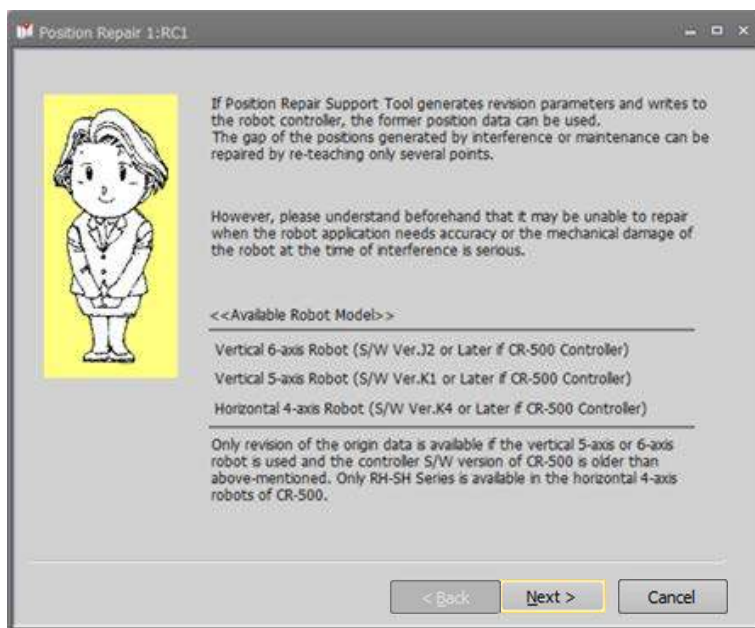 Position Repair 1:RC1
If Position Repair Support Tool generates revision parameters and writes to
the robot controller, the former position data can be used.
The gap of the positions generated by interference or maintenance can be
repaired by re-teaching only several points.
However, please understand beforehand that it may be unable to repair
when the robot application needs accuracy or the mechanical damage of
the robot at the time of interference is serious.
<<Available Robot Model>>
Vertical 6-axis Robot (S/W Ver.J2 or Later if CR-500 Controller)
Vertical 5-axis Robot (S/W Ver.K1 or Later if CR-500 Controller)
Horizontal 4-axis Robot (S/W Ver.K4 or Later if CR-500 Controller)
Only revision of the origin data is available if the vertical 5-axis or 6-axis
robot is used and the controller S/W version of CR-500 is older than
above-mentioned. Only RH-SH Series is available in the horizontal 4-axis
robots of CR-500.
< Back Next > Cancel